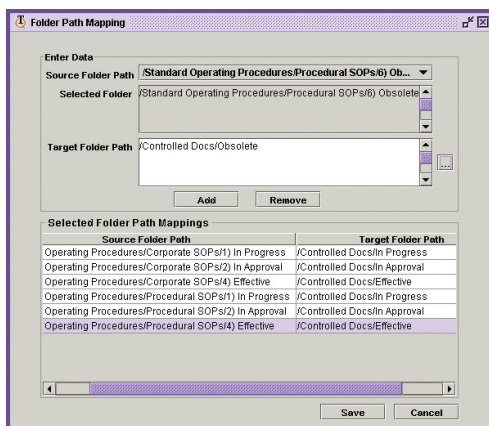 Folder Path Mapping
Enter Data
Source Folder Path /Standard Operating Procedures/Procedural SOPs/6) Ob...
Selected Folder /Standard Operating Procedures/Procedural SOPs/6) Obsolete
Target Folder Path /Controlled Docs/Obsolete
...
Add Remove
Selected Folder Path Mappings
Source Folder Path Target Folder Path
Operating Procedures/Corporate SOPs/1) In Progress /Controlled Docs/In Progress
Operating Procedures/Corporate SOPs/2) In Approval /Controlled Docs/In Approval
Operating Procedures/Corporate SOPs/4) Effective /Controlled Docs/Effective
Operating Procedures/Procedural SOPs/1) In Progress /Controlled Docs/In Progress
Operating Procedures/Procedural SOPs/2) In Approval /Controlled Docs/In Approval
Operating Procedures/Procedural SOPs/4) Effective /Controlled Docs/Effective
Save Cancel